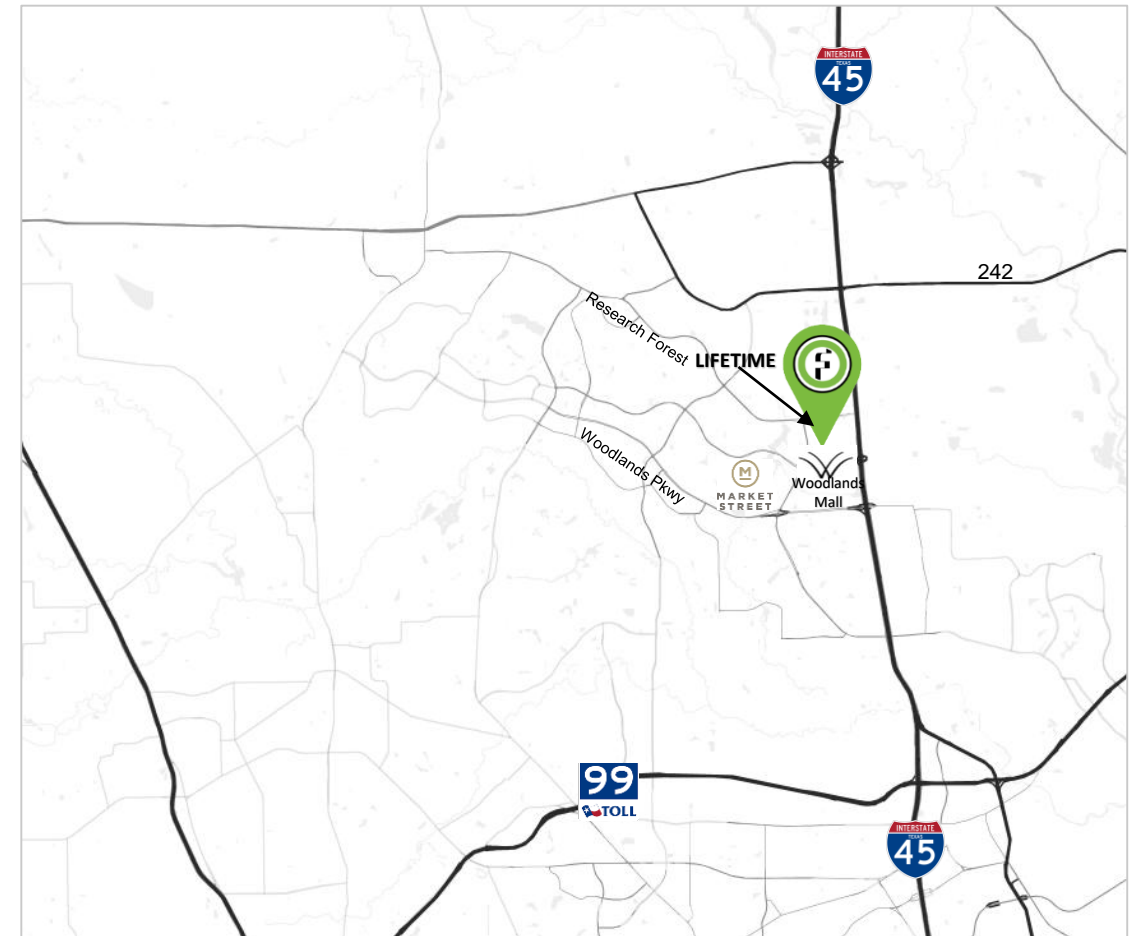 INTERSTATE
TEXAS
45
242
Research Forest
LIFETIME
Woodlands Pkwy
M
MARKET
STREET
Woodlands
Mall
99
TOLL
INTERSTATE
TEXAS
45